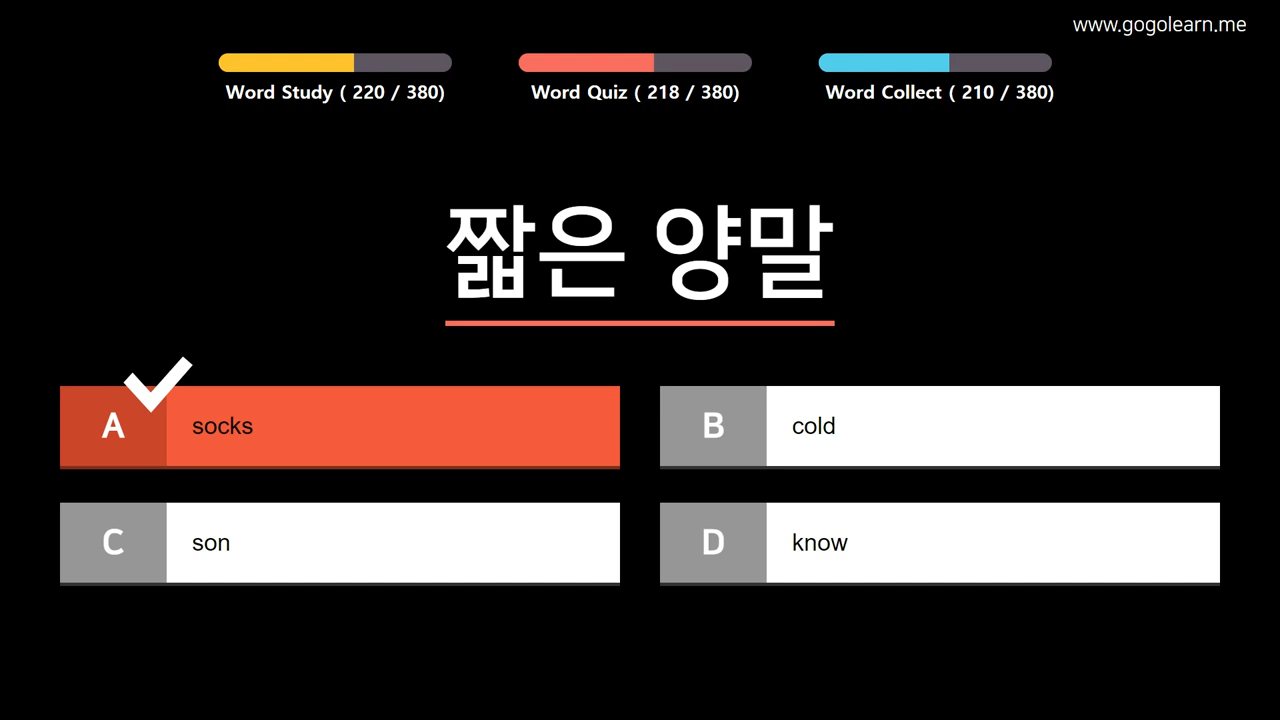 www.gogolearn.me
Word Study ( 220 / 380)
Word Quiz ( 218 / 380)
Word Collect ( 210 / 380)
짧은 양말
A socks
B cold
C son
D know